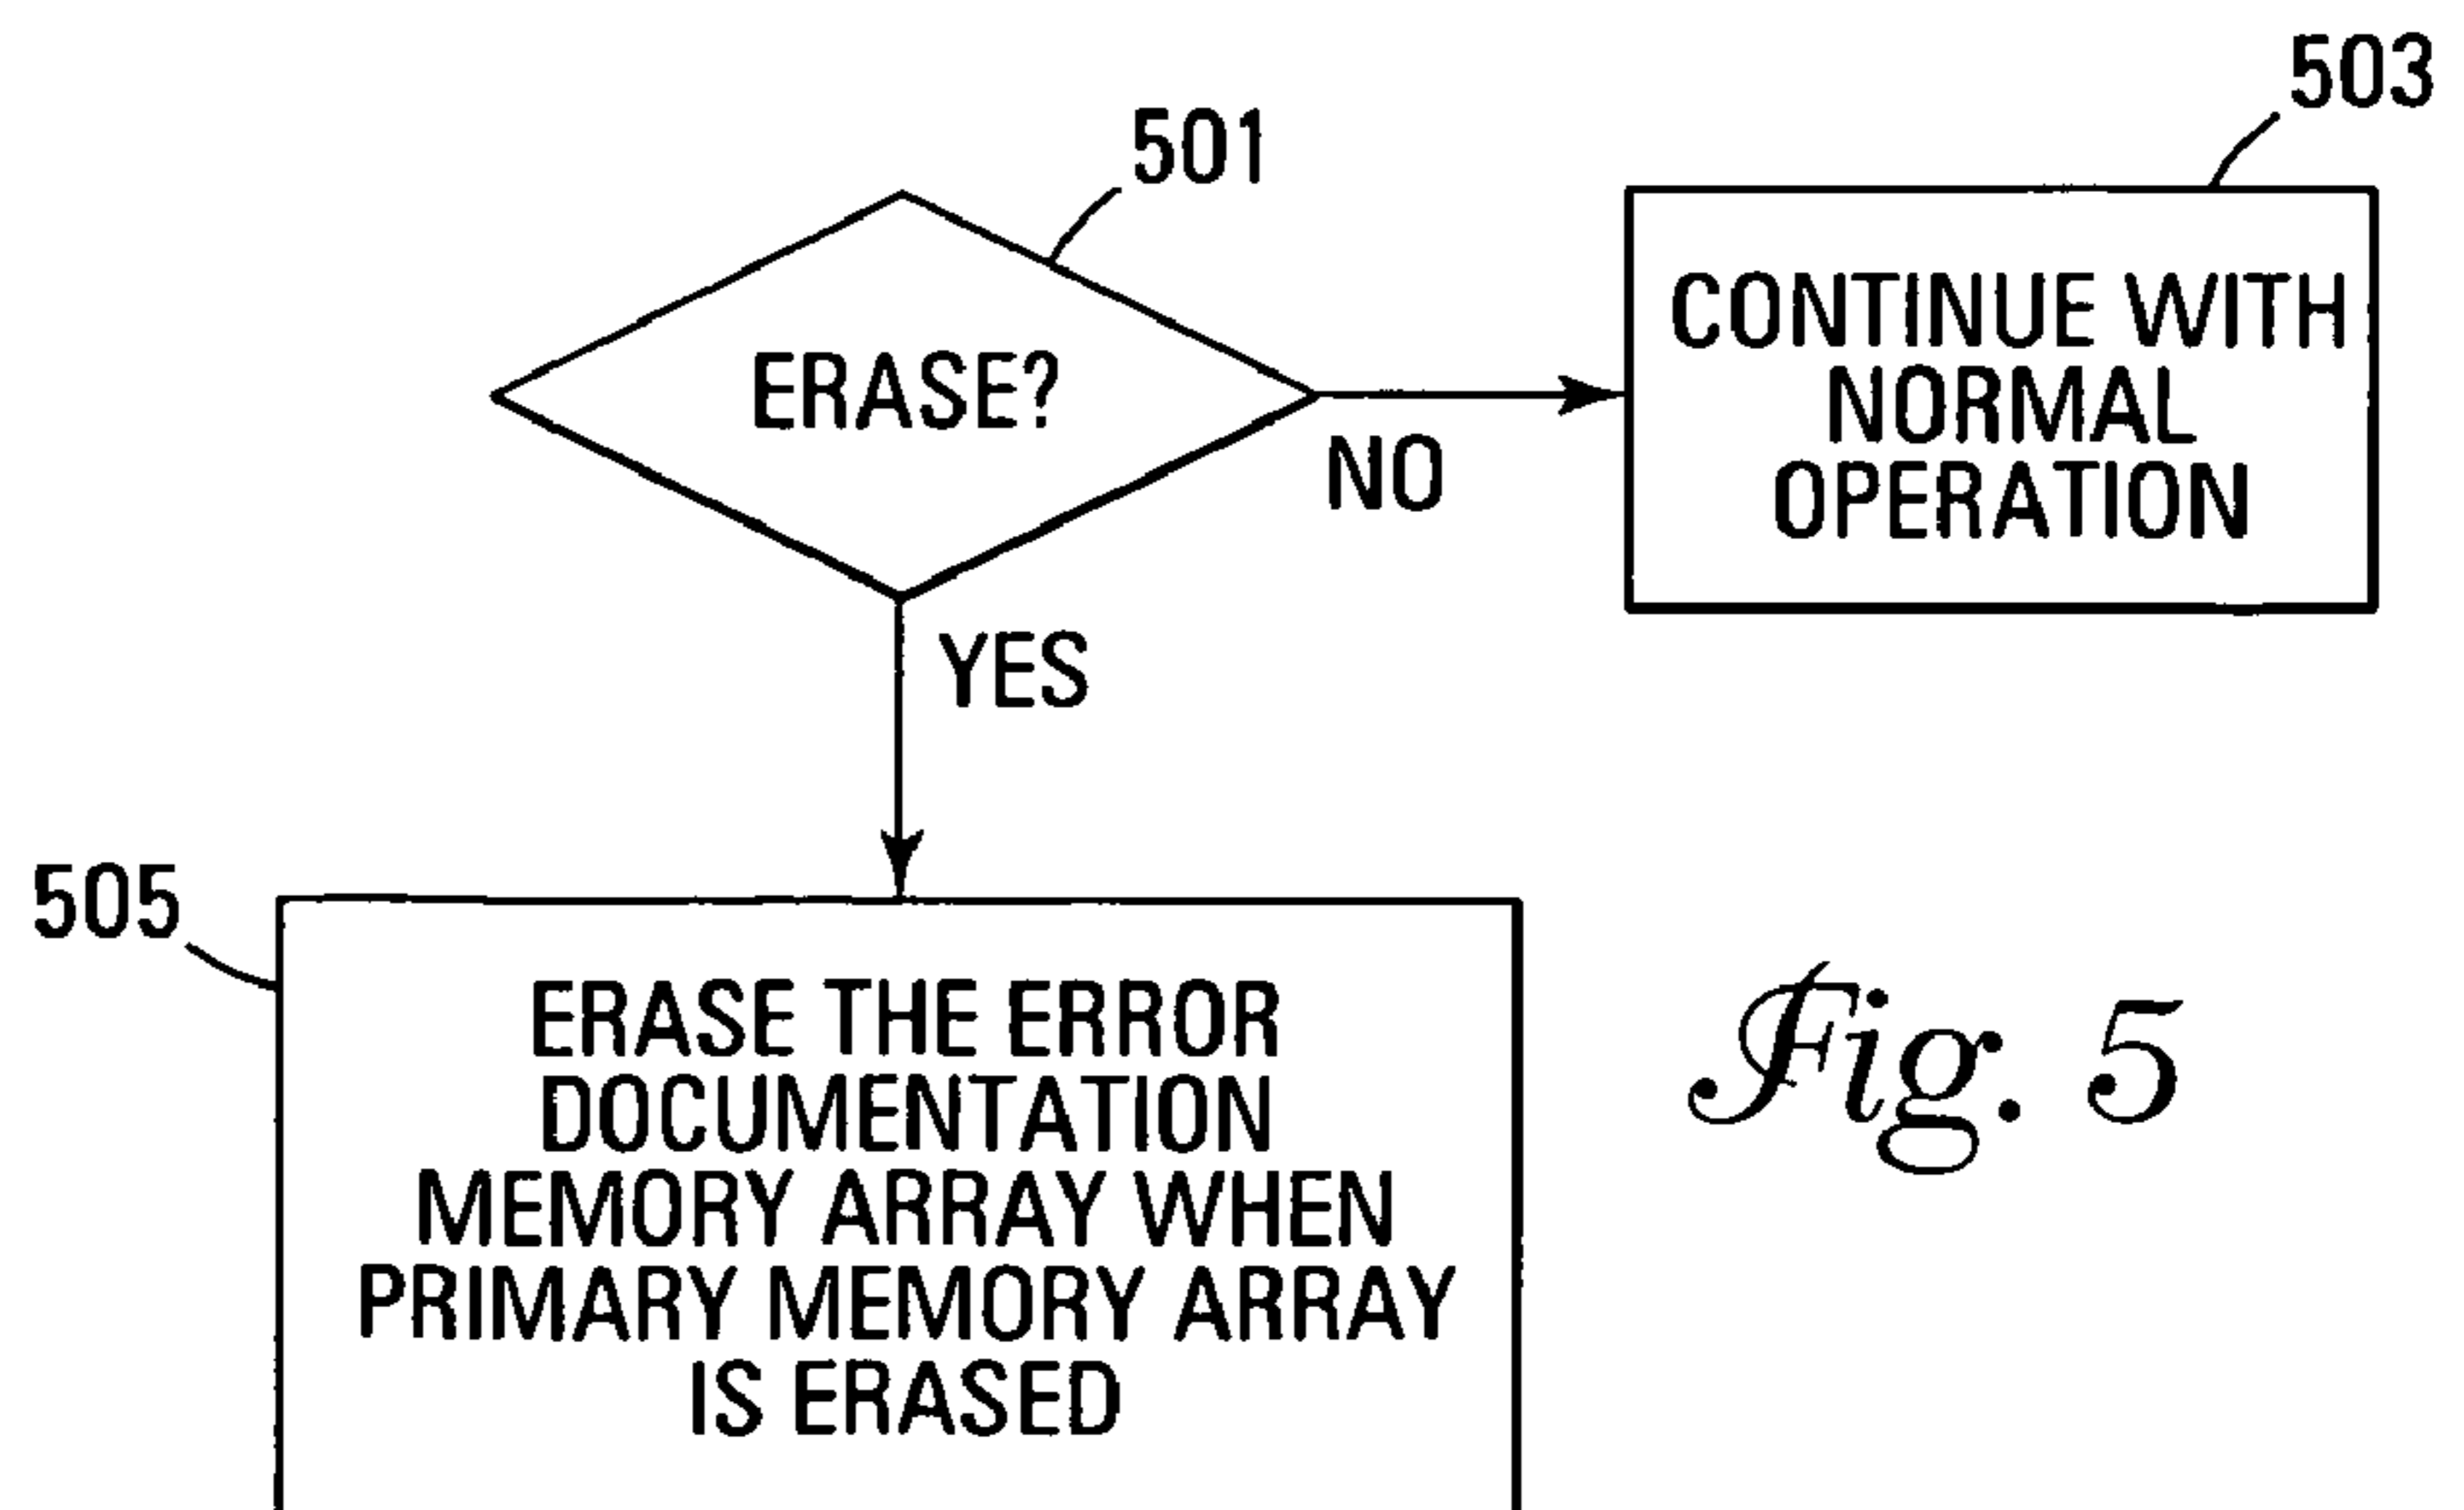 503
501
CONTINUE WITH
NORMAL
OPERATION
ERASE?
NO
YES
505
ERASE THE ERROR
DOCUMENTATION
MEMORY ARRAY WHEN
PRIMARY MEMORY ARRAY
IS ERASED
Fig. 5